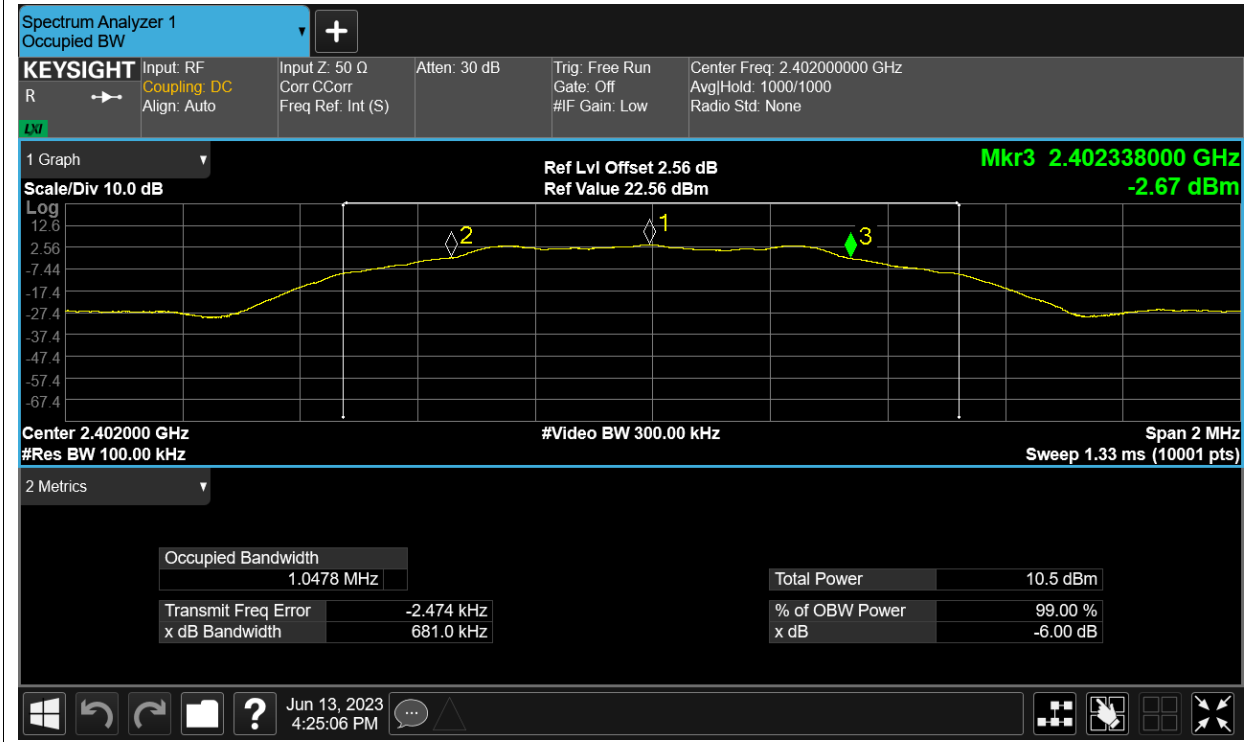 Spectrum Analyzer 1
Occupied BW
KEYSIGHT
R
LXI
Input: RF
Coupling: DC
Align: Auto
Input Z: 50 Ω
Corr CCorr
Freq Ref: Int (S)
Atten: 30 dB
Trig: Free Run
Gate: Off
#IF Gain: Low
Center Freq: 2.402000000 GHz
Avg|Hold: 1000/1000
Radio Std: None
1 Graph
Scale/Div 10.0 dB
Ref Lvl Offset 2.56 dB
Ref Value 22.56 dBm
Mkr3 2.402338000 GHz
-2.67 dBm
Log
12.6
2.56
-7.44
-17.4
-27.4
-37.4
-47.4
-57.4
-67.4
2
1
3
Center 2.402000 GHz
#Res BW 100.00 kHz
#Video BW 300.00 kHz
Span 2 MHz
Sweep 1.33 ms (10001 pts)
2 Metrics
Occupied Bandwidth
1.0478 MHz
Transmit Freq Error -2.474 kHz
x dB Bandwidth 681.0 kHz
Total Power 10.5 dBm
% of OBW Power 99.00 %
x dB -6.00 dB
?
Jun 13, 2023
4:25:06 PM